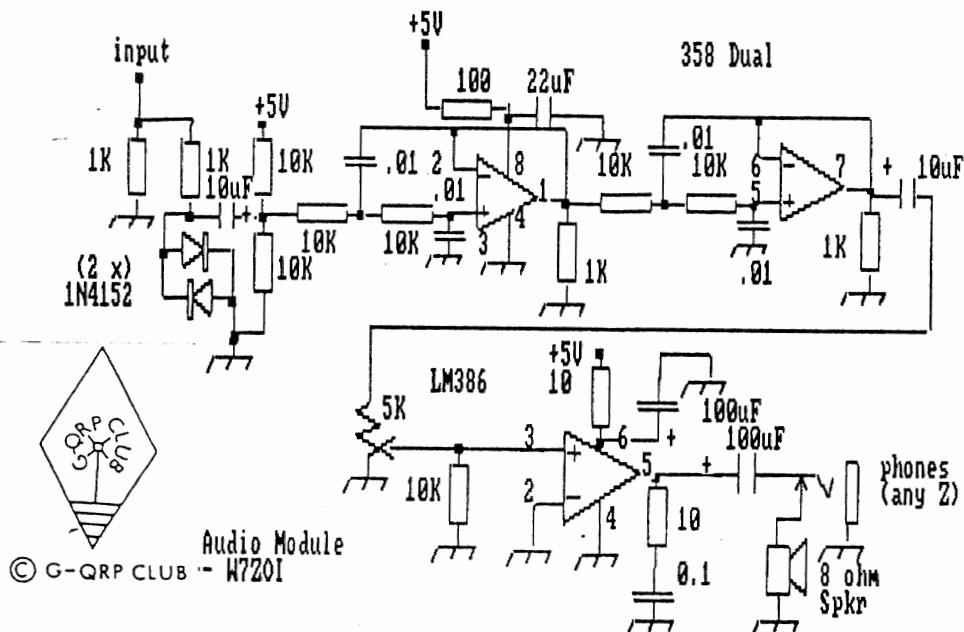 input
+5V
1K
1K
10uF
+
10K
10K
(2 x)
1N4152
+5V
100
22uF
358 Dual
10K
.01
10K
.01
2
-
8
+
3
4
1
1K
10K
.01
10K
6
-
5
+
7
.01
1K
+
10uF
5K
LM386
+5V
10
100uF
+
3
+
6
2
-
4
5
10K
+
100uF
10
0.1
phones
(any Z)
8 ohm
Spkr
G QRP CLUB
© G-QRP CLUB
Audio Module
- W7ZOI